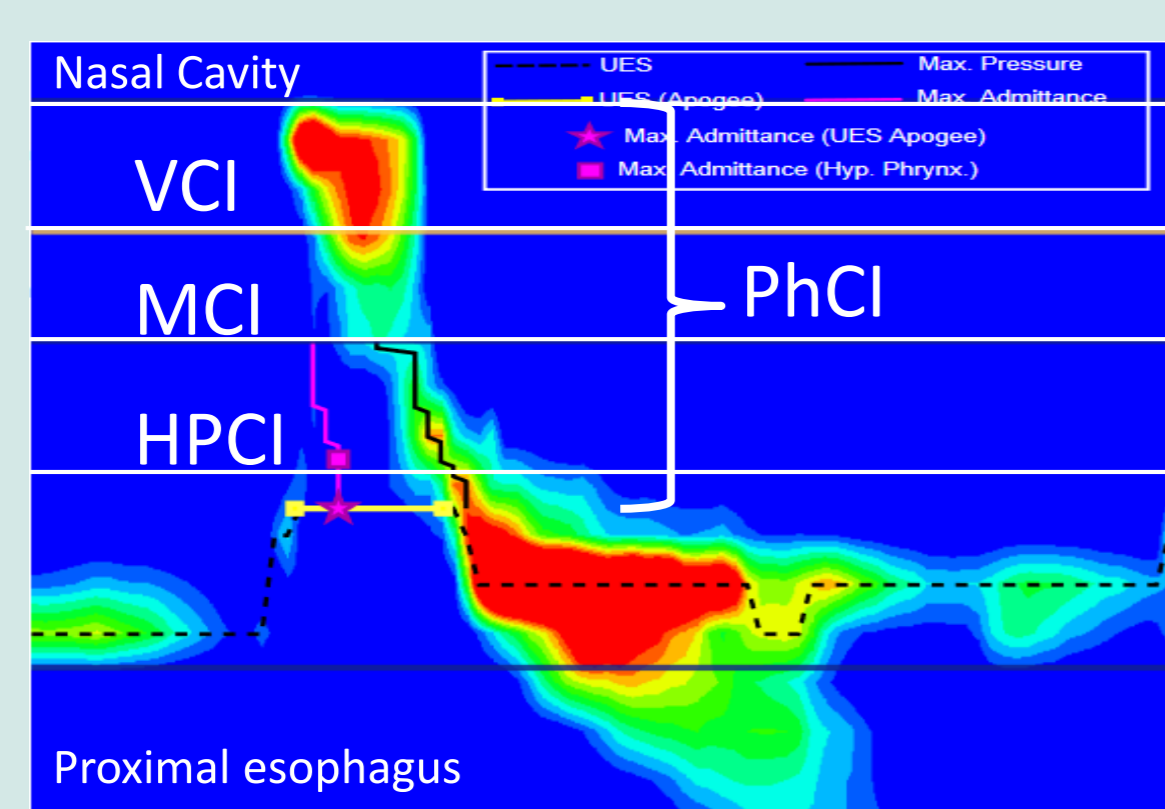 Nasal Cavity
UES
Max. Pressure
UES (Apogee)
Max. Admittance
Max. Admittance (UES Apogee)
Max. Admittance (Hyp. Phrynx.)
VCI
MCI
PhCI
HPCI
Proximal esophagus